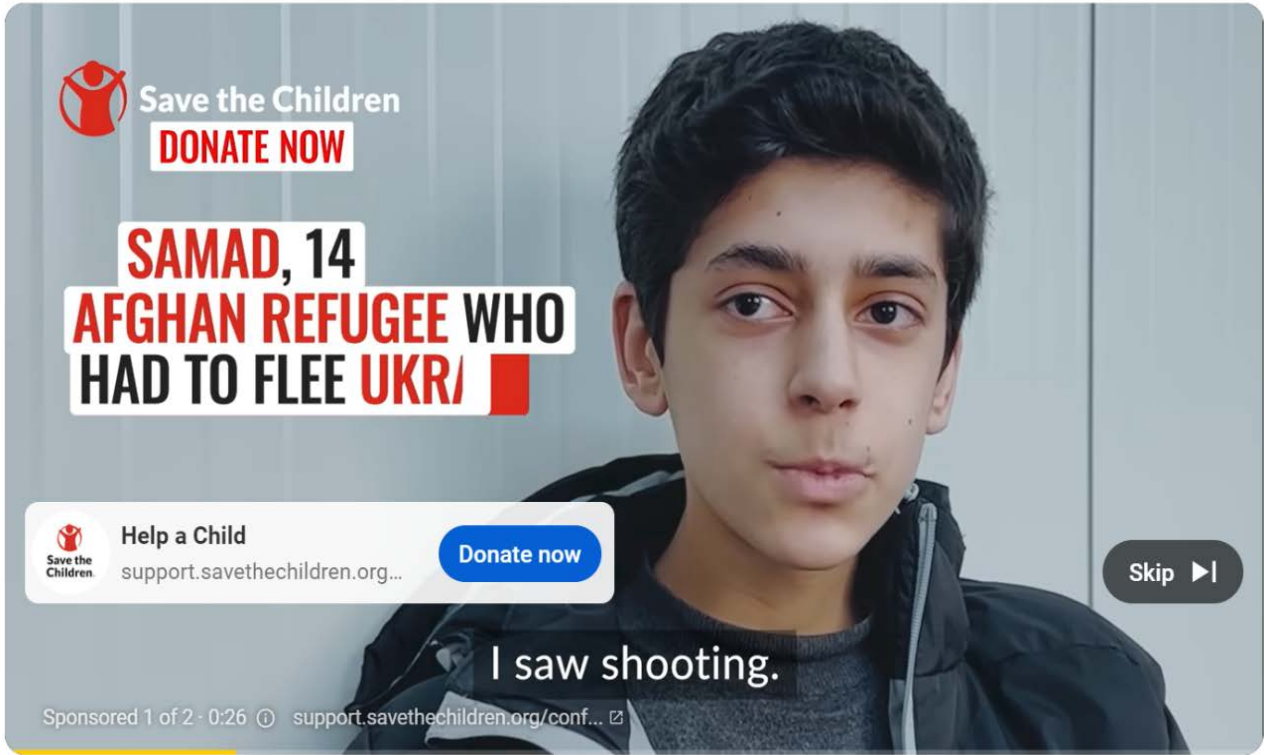 Save the Children
DONATE NOW
SAMAD, 14
AFGHAN REFUGEE WHO
HAD TO FLEE UKRA
Save the
Children.
Help a Child
support.savethechildren.org...
Donate now
Skip
I saw shooting.
Sponsored 1 of 2 · 0:26 support.savethechildren.org/conf...